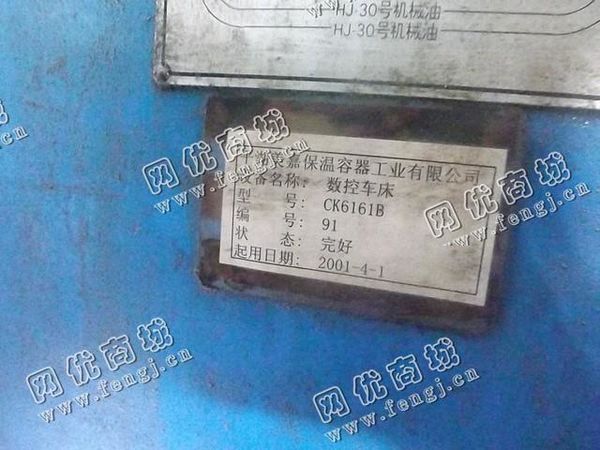 HJ-30号机械油
HJ-30号机械油
嘉保温容器工业有限公司
设备名称: 数控车床
型 号: CK6161B
编 号: 91
状 态: 完好
起用日期: 2001-4-1
网优商城
www.fengj.cn
网优商城
www.fengj.cn
网优商城
www.fengj.cn
网优商城
www.fengj.cn